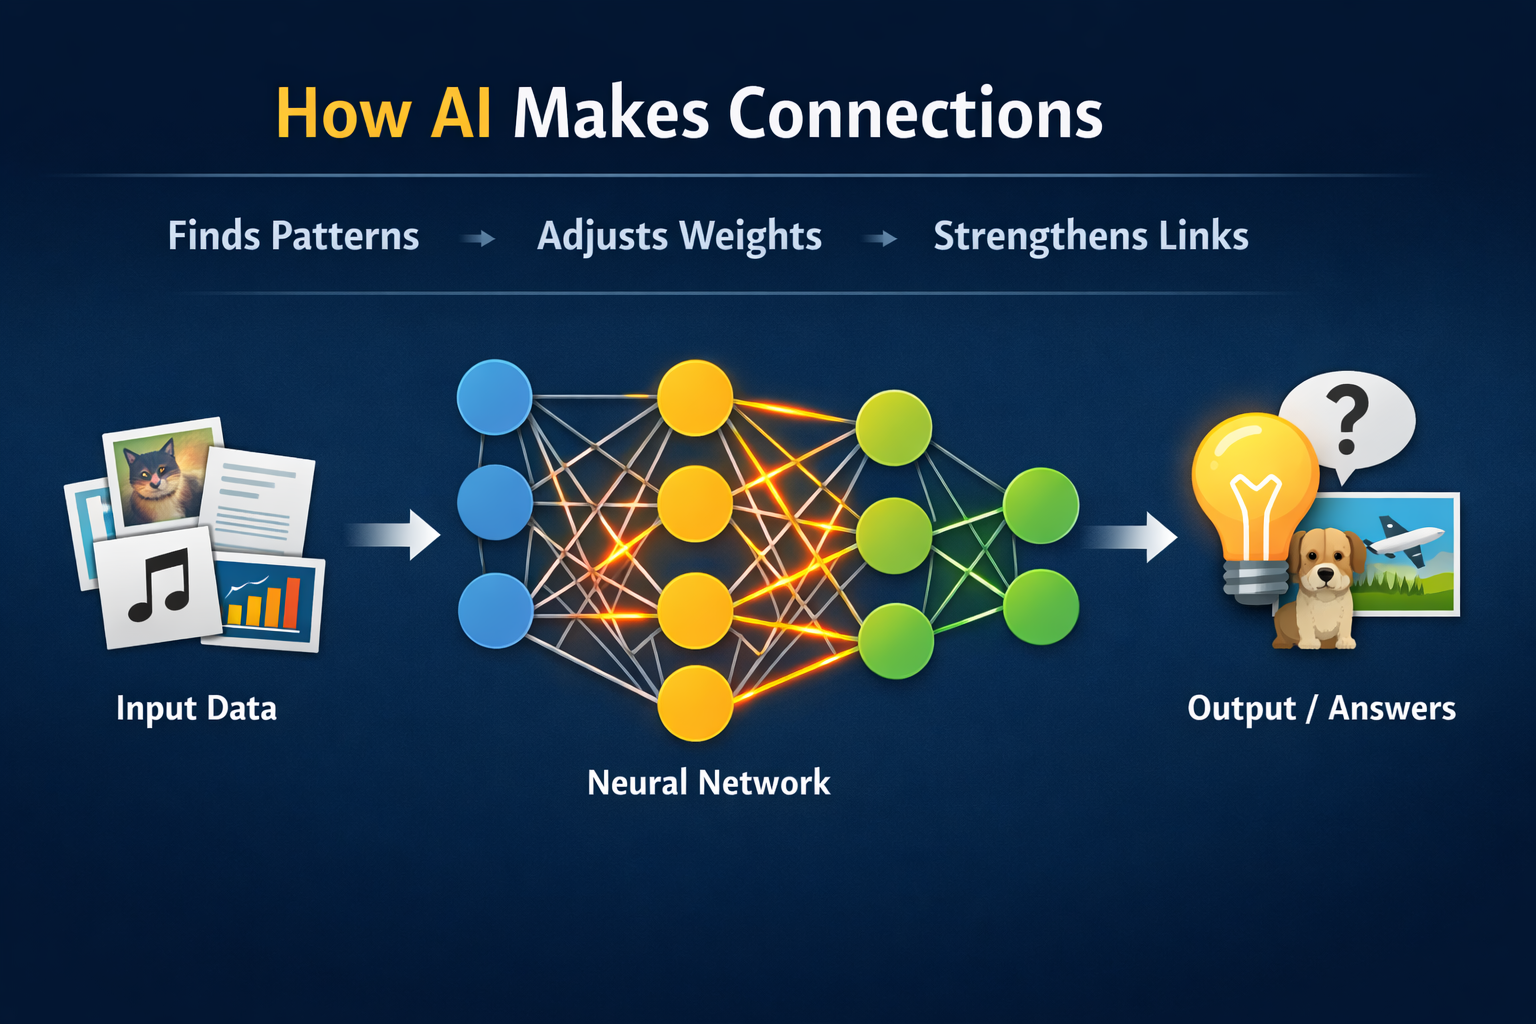 How AI Makes Connections
Finds Patterns → Adjusts Weights → Strengthens Links
?
Input Data
Output / Answers
Neural Network